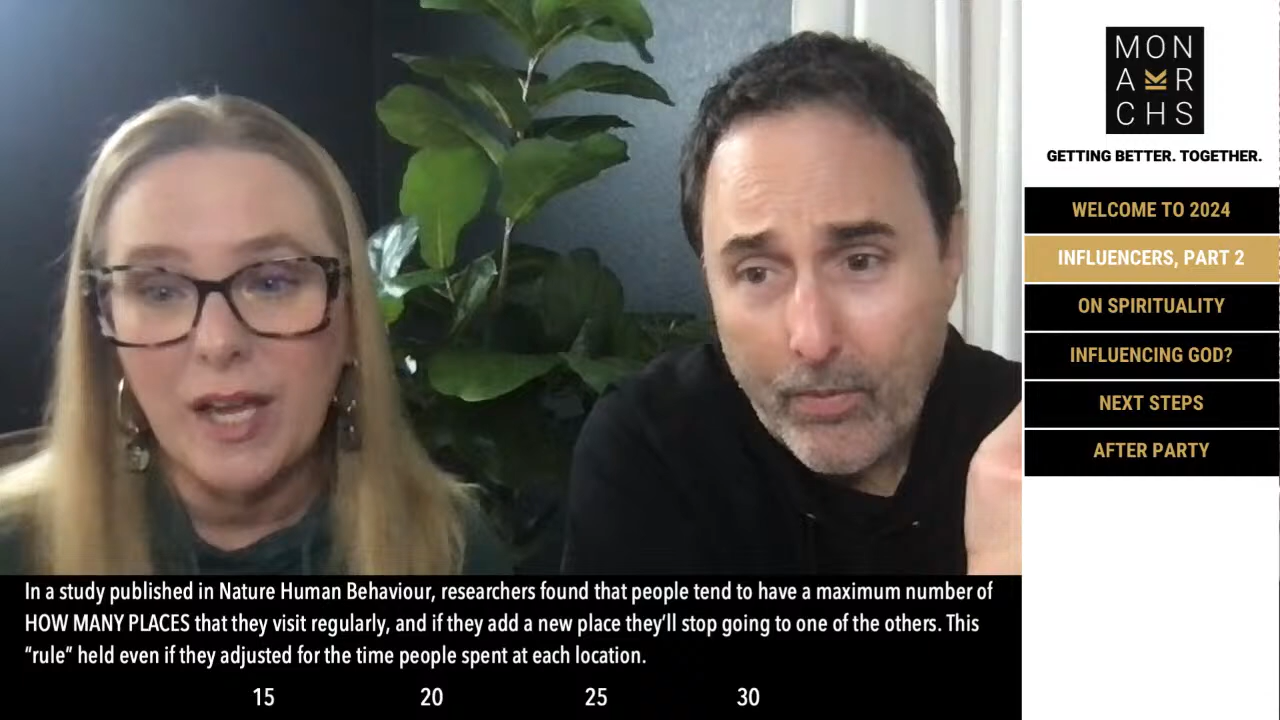 MON
A K R
CHS
GETTING BETTER. TOGETHER.
WELCOME TO 2024
INFLUENCERS, PART 2
ON SPIRITUALITY
INFLUENCING GOD?
NEXT STEPS
AFTER PARTY
In a study published in Nature Human Behaviour, researchers found that people tend to have a maximum number of
HOW MANY PLACES that they visit regularly, and if they add a new place they’ll stop going to one of the others. This
“rule” held even if they adjusted for the time people spent at each location.
15 20 25 30